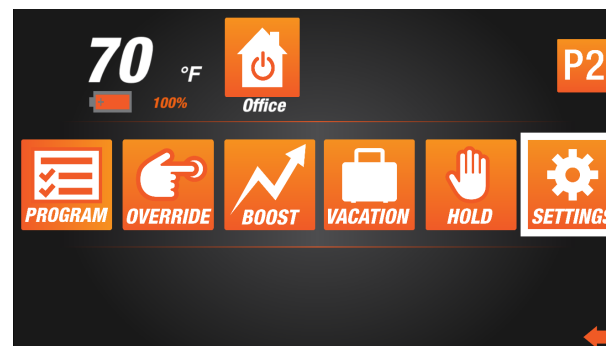 70 °F
100%
Office
P2
PROGRAM
OVERRIDE
BOOST
VACATION
HOLD
SETTINGS